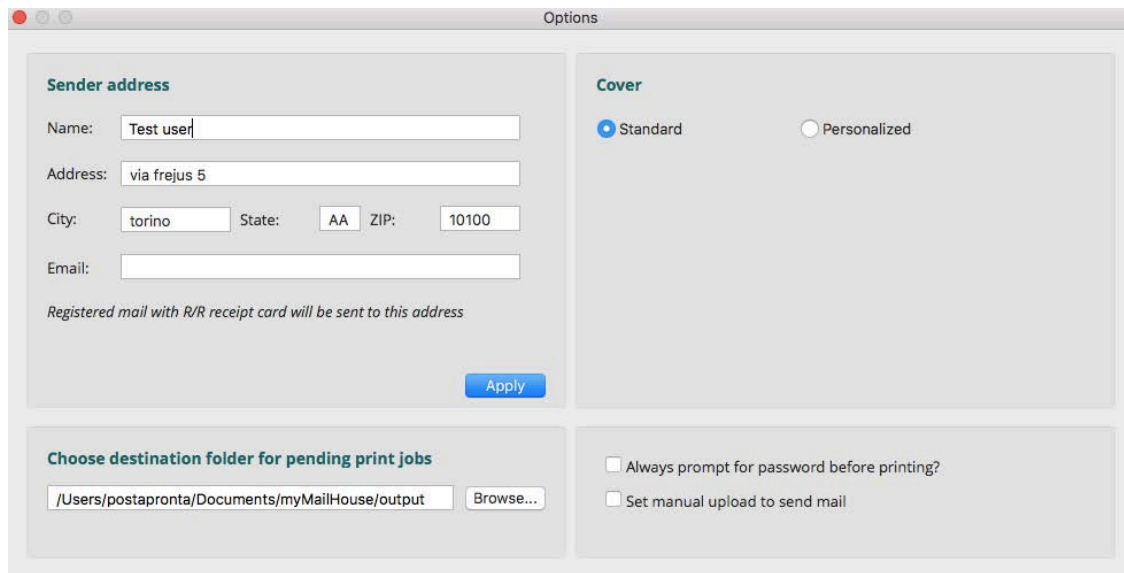 Options
Sender address
Name: Test user
Address: via frejus 5
City: torino State: AA ZIP: 10100
Email:
Registered mail with R/R receipt card will be sent to this address
Apply
Cover
Standard Personalized
Choose destination folder for pending print jobs
/Users/postapronta/Documents/myMailHouse/output Browse...
Always prompt for password before printing?
Set manual upload to send mail